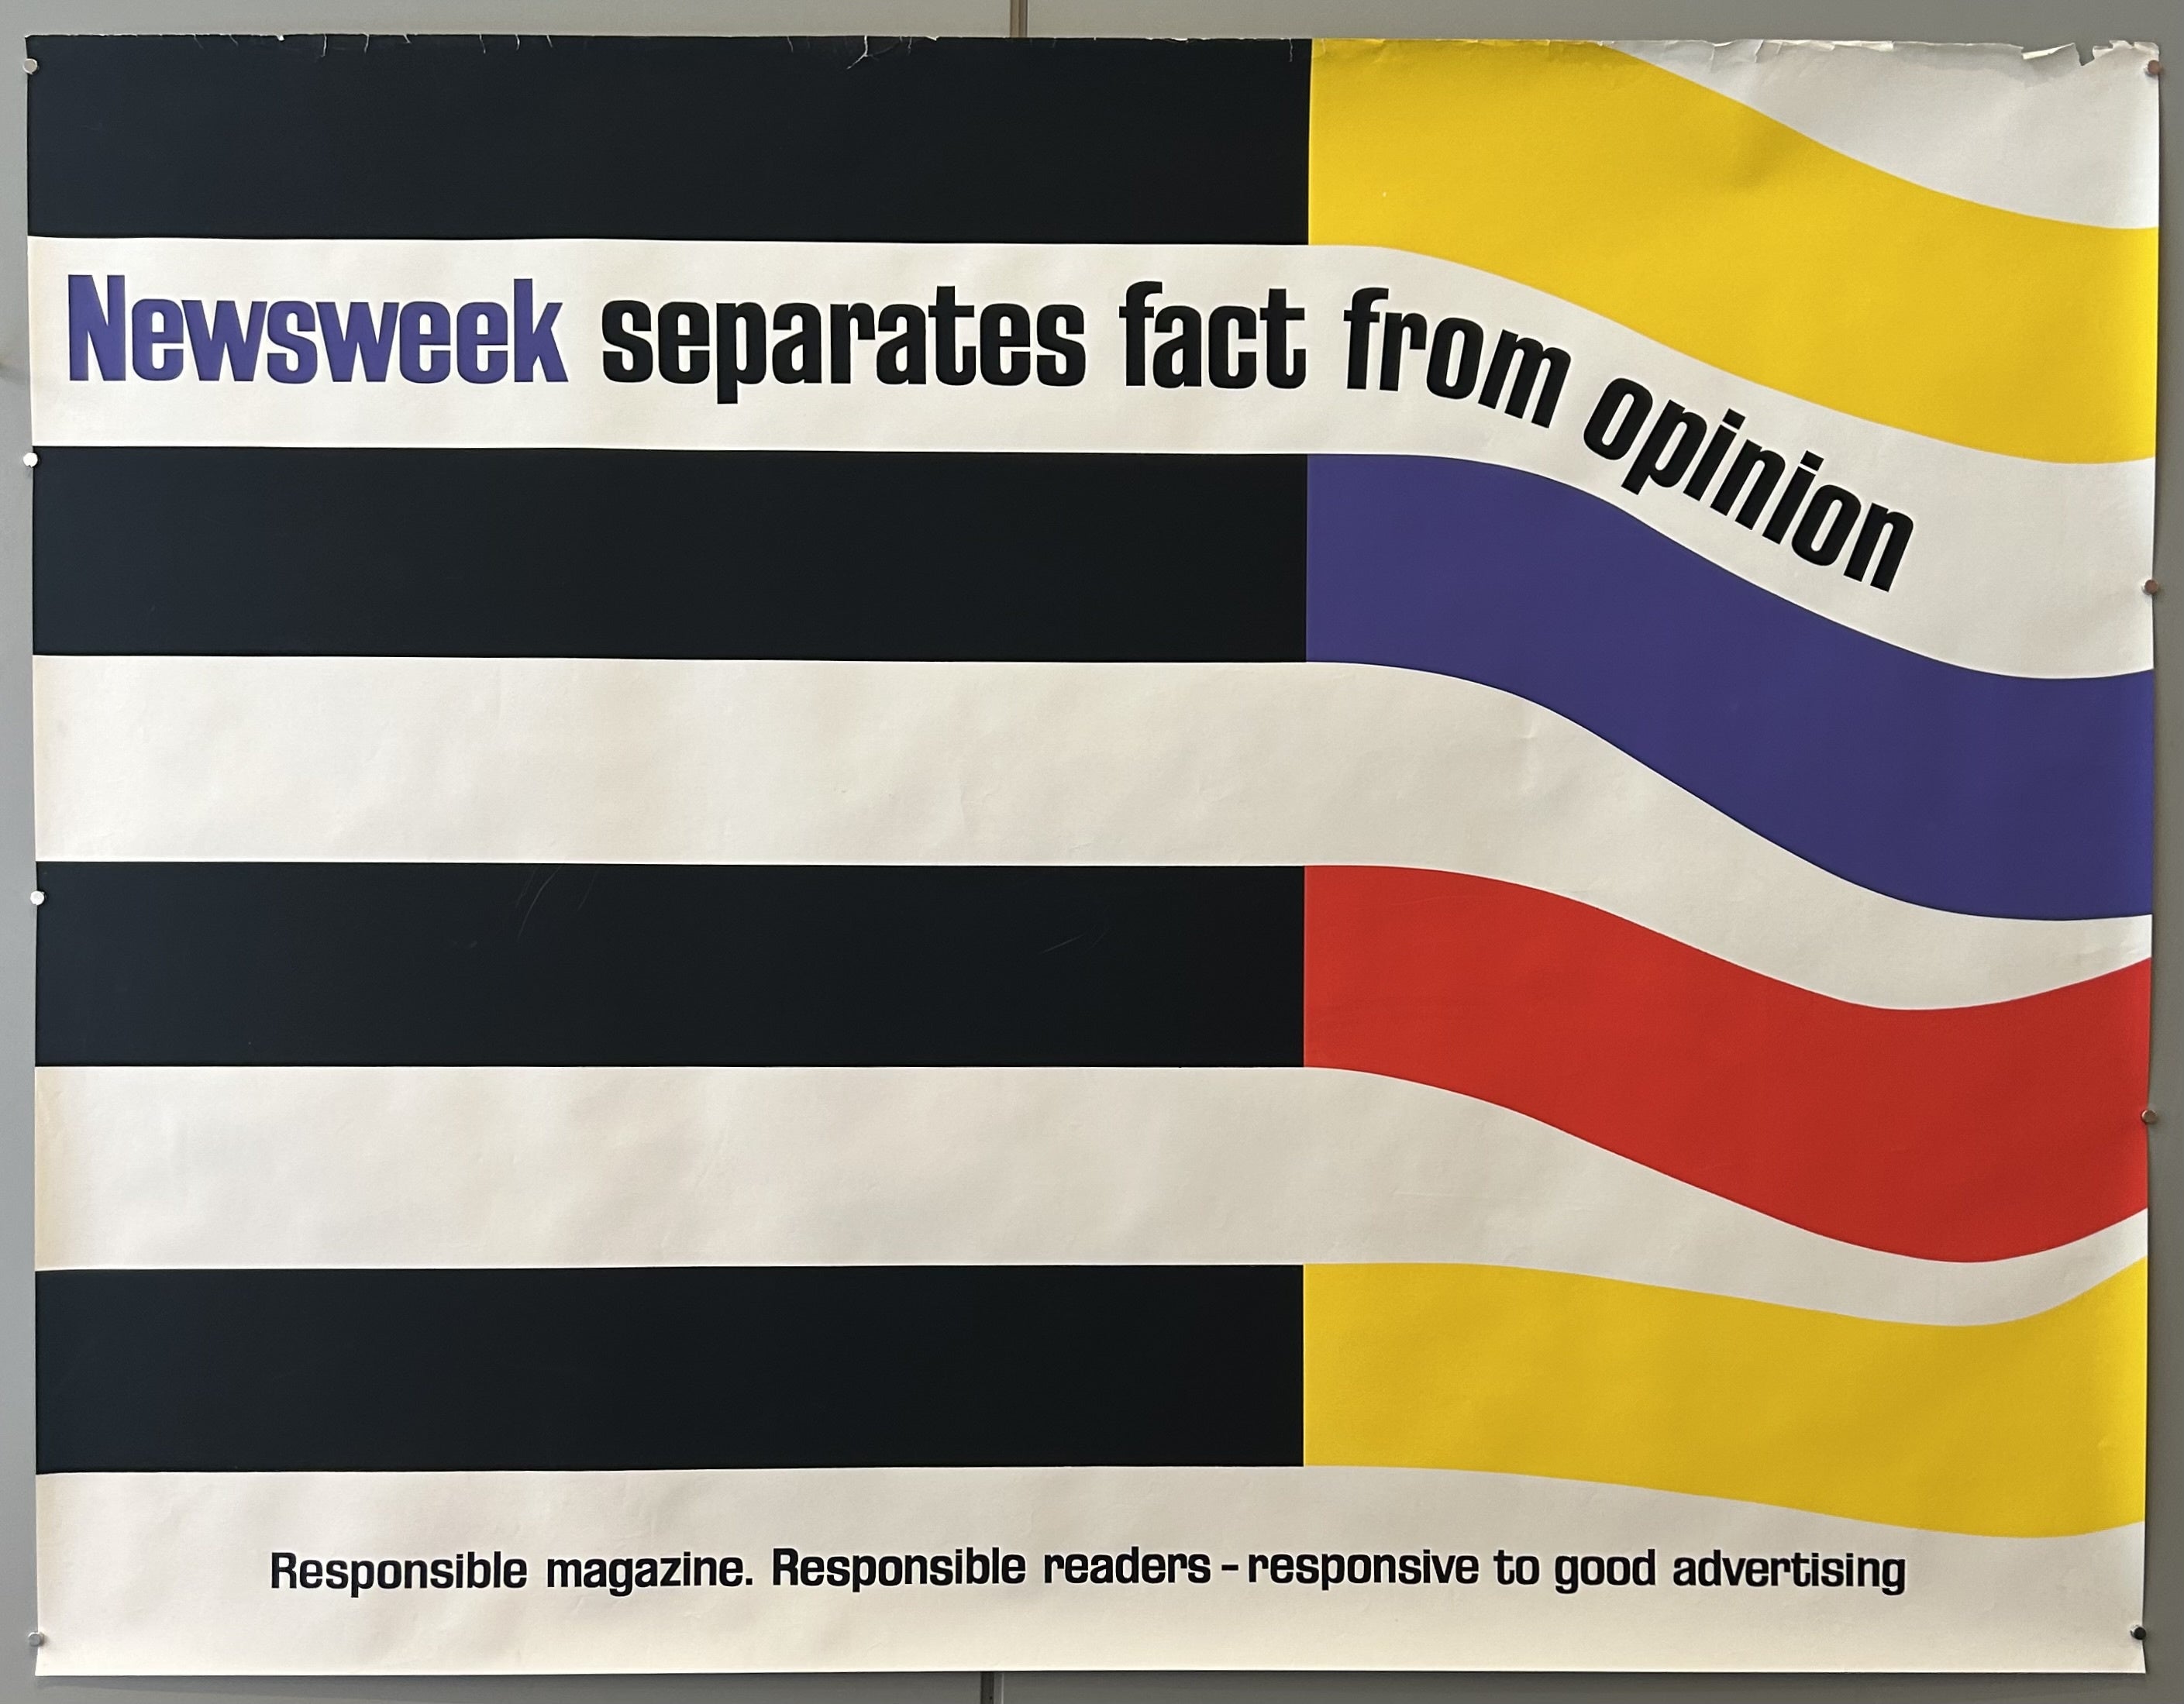 Newsweek separates fact from opinion
Responsible magazine. Responsible readers - responsive to good advertising